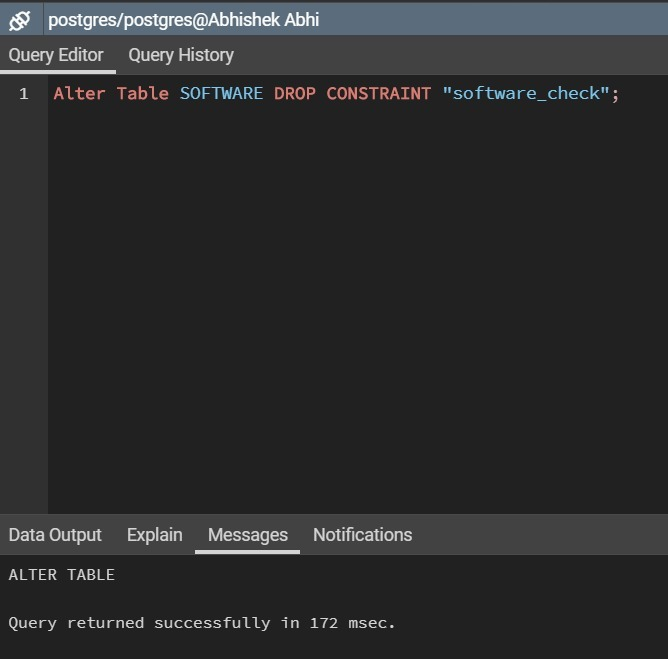 postgres/postgres@Abhishek Abhi
Query Editor Query History
1 Alter Table SOFTWARE DROP CONSTRAINT "software_check";
Data Output Explain Messages Notifications
ALTER TABLE
Query returned successfully in 172 msec.